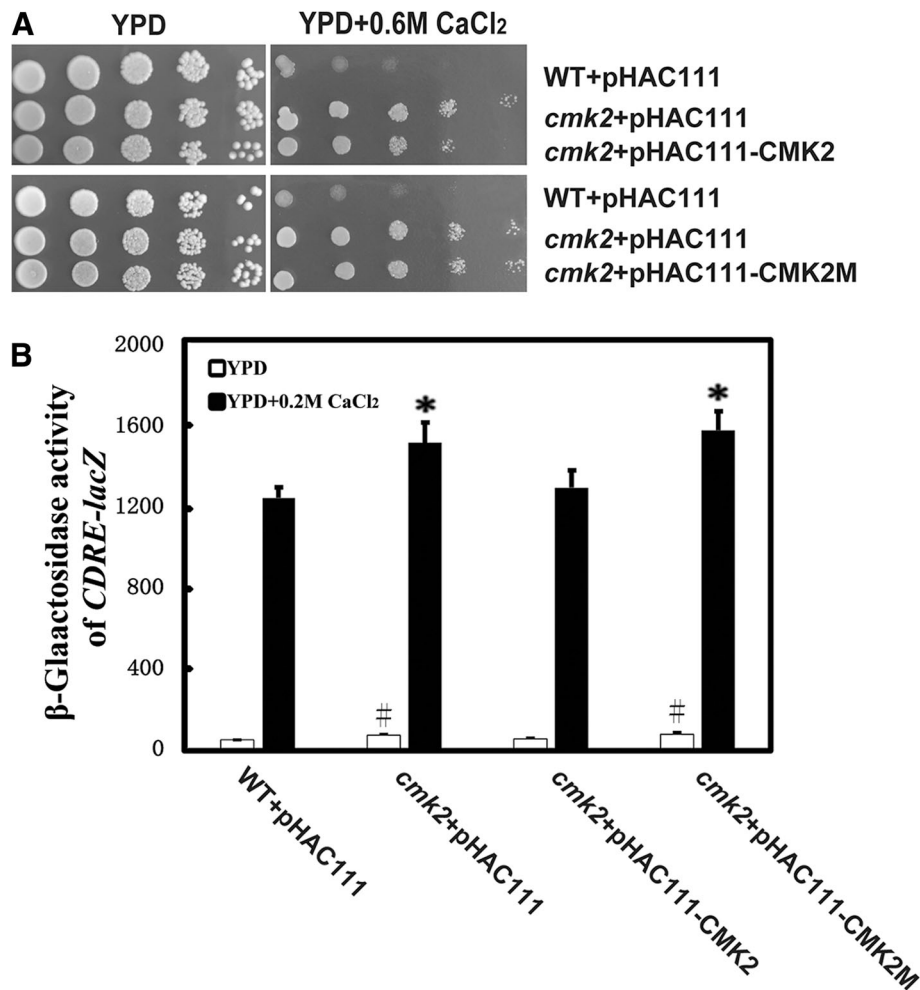 A
YPD
YPD+0.6M CaCl₂
WT+pHAC111
cmk2+pHAC111
cmk2+pHAC111-CMK2
WT+pHAC111
cmk2+pHAC111
cmk2+pHAC111-CMK2M
B
β-Glaactosidase activity
of CDRE-lacZ
2000
1600
1200
800
400
0
YPD
YPD+0.2M CaCl₂
*
*
#
#
WT+pHAC111
cmk2+pHAC111
cmk2+pHAC111-CMK2
cmk2+pHAC111-CMK2M